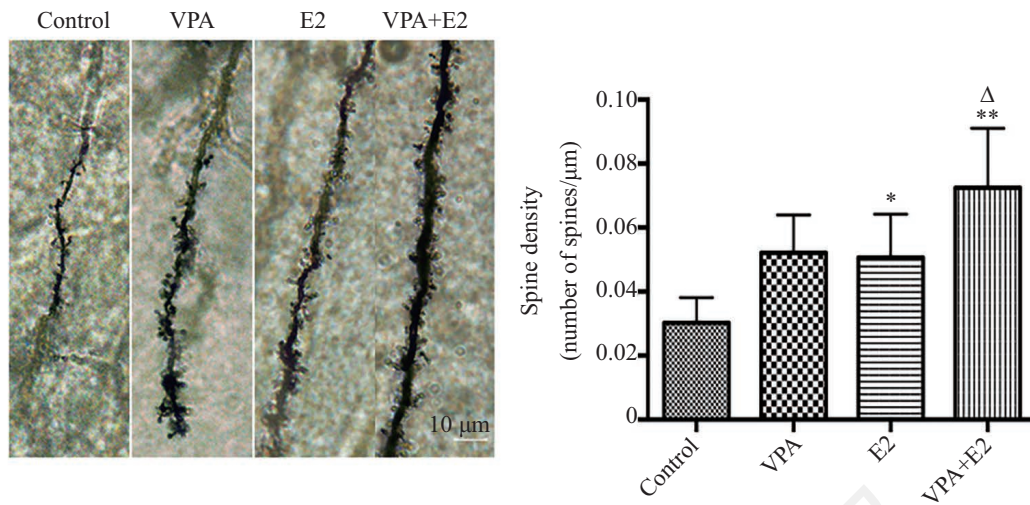 Control VPA E2 VPA+E2
10 μm
Spine density
(number of spines/μm)
0.10
0.08
0.06
0.04
0.02
0
*
Δ
**
Control
VPA
E2
VPA+E2